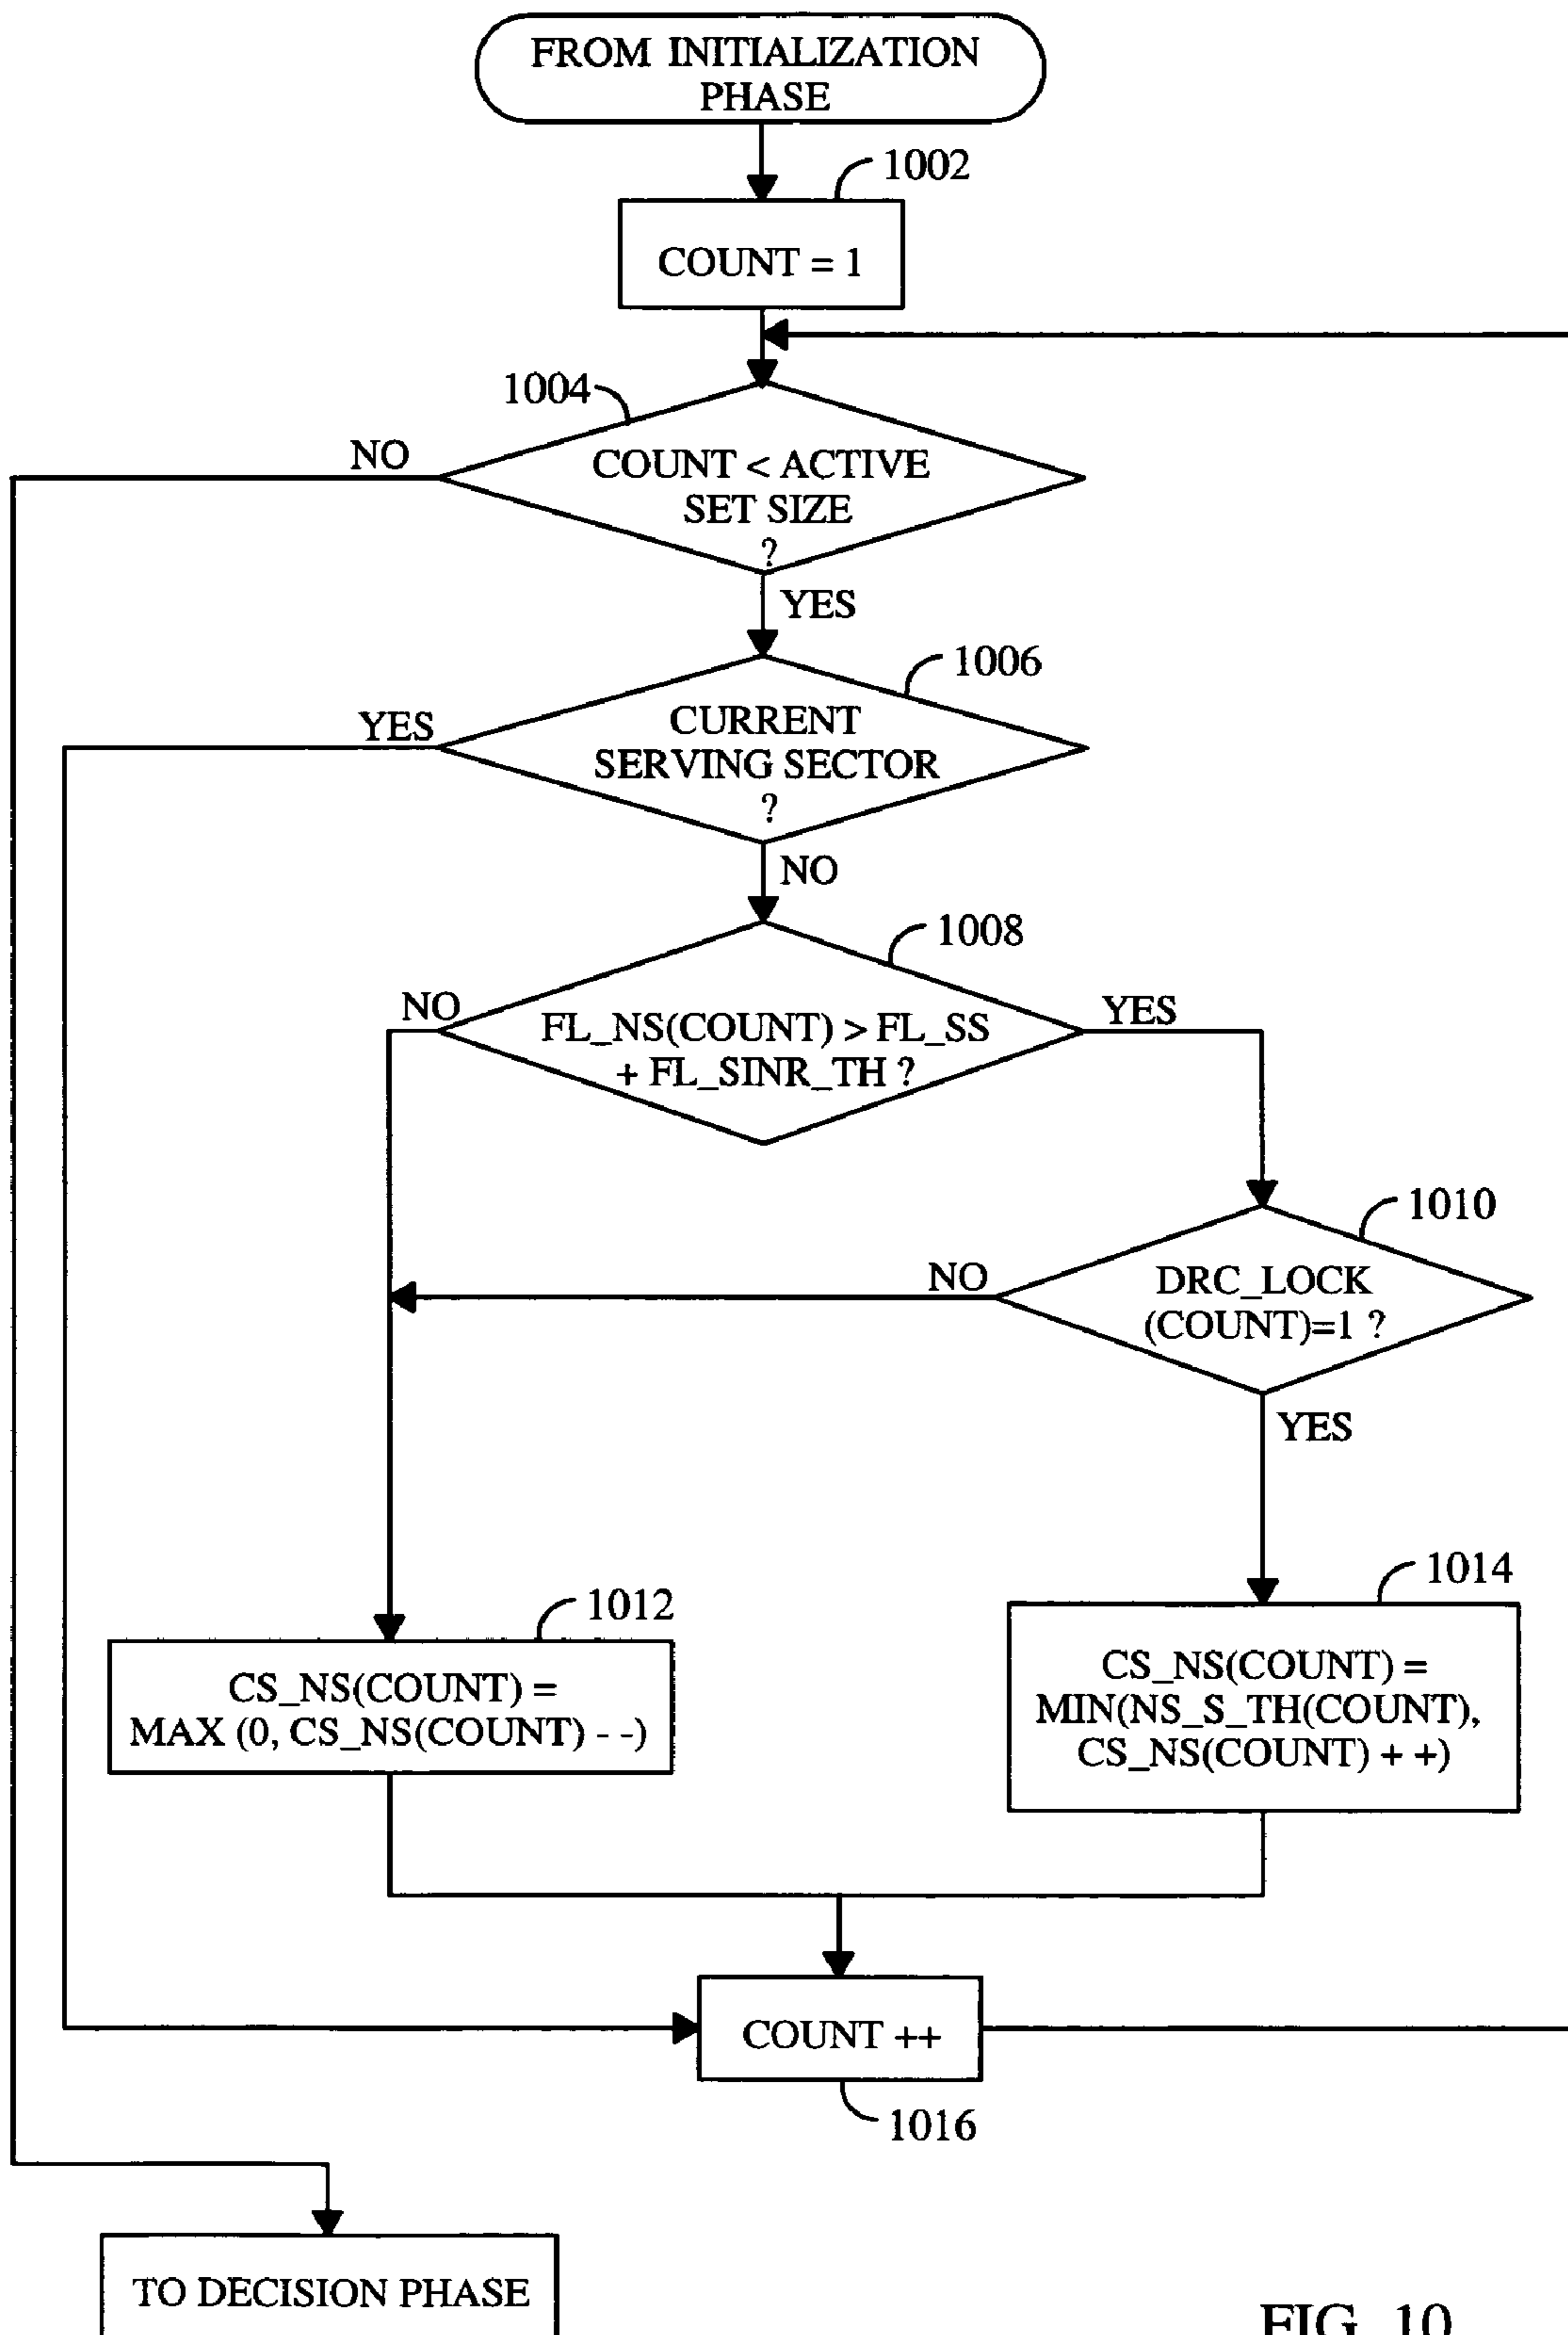 FROM INITIALIZATION
PHASE
1002
COUNT = 1
1004
NO
COUNT < ACTIVE
SET SIZE
?
YES
1006
YES
CURRENT
SERVING SECTOR
?
NO
1008
NO
FL_NS(COUNT) > FL_SS
+ FL_SINR_TH ?
YES
1010
NO
DRC_LOCK
(COUNT)=1 ?
YES
1012
CS_NS(COUNT) =
MAX (0, CS_NS(COUNT) - -)
1014
CS_NS(COUNT) =
MIN(NS_S_TH(COUNT),
CS_NS(COUNT) + +)
COUNT ++
1016
TO DECISION PHASE
FIG. 10